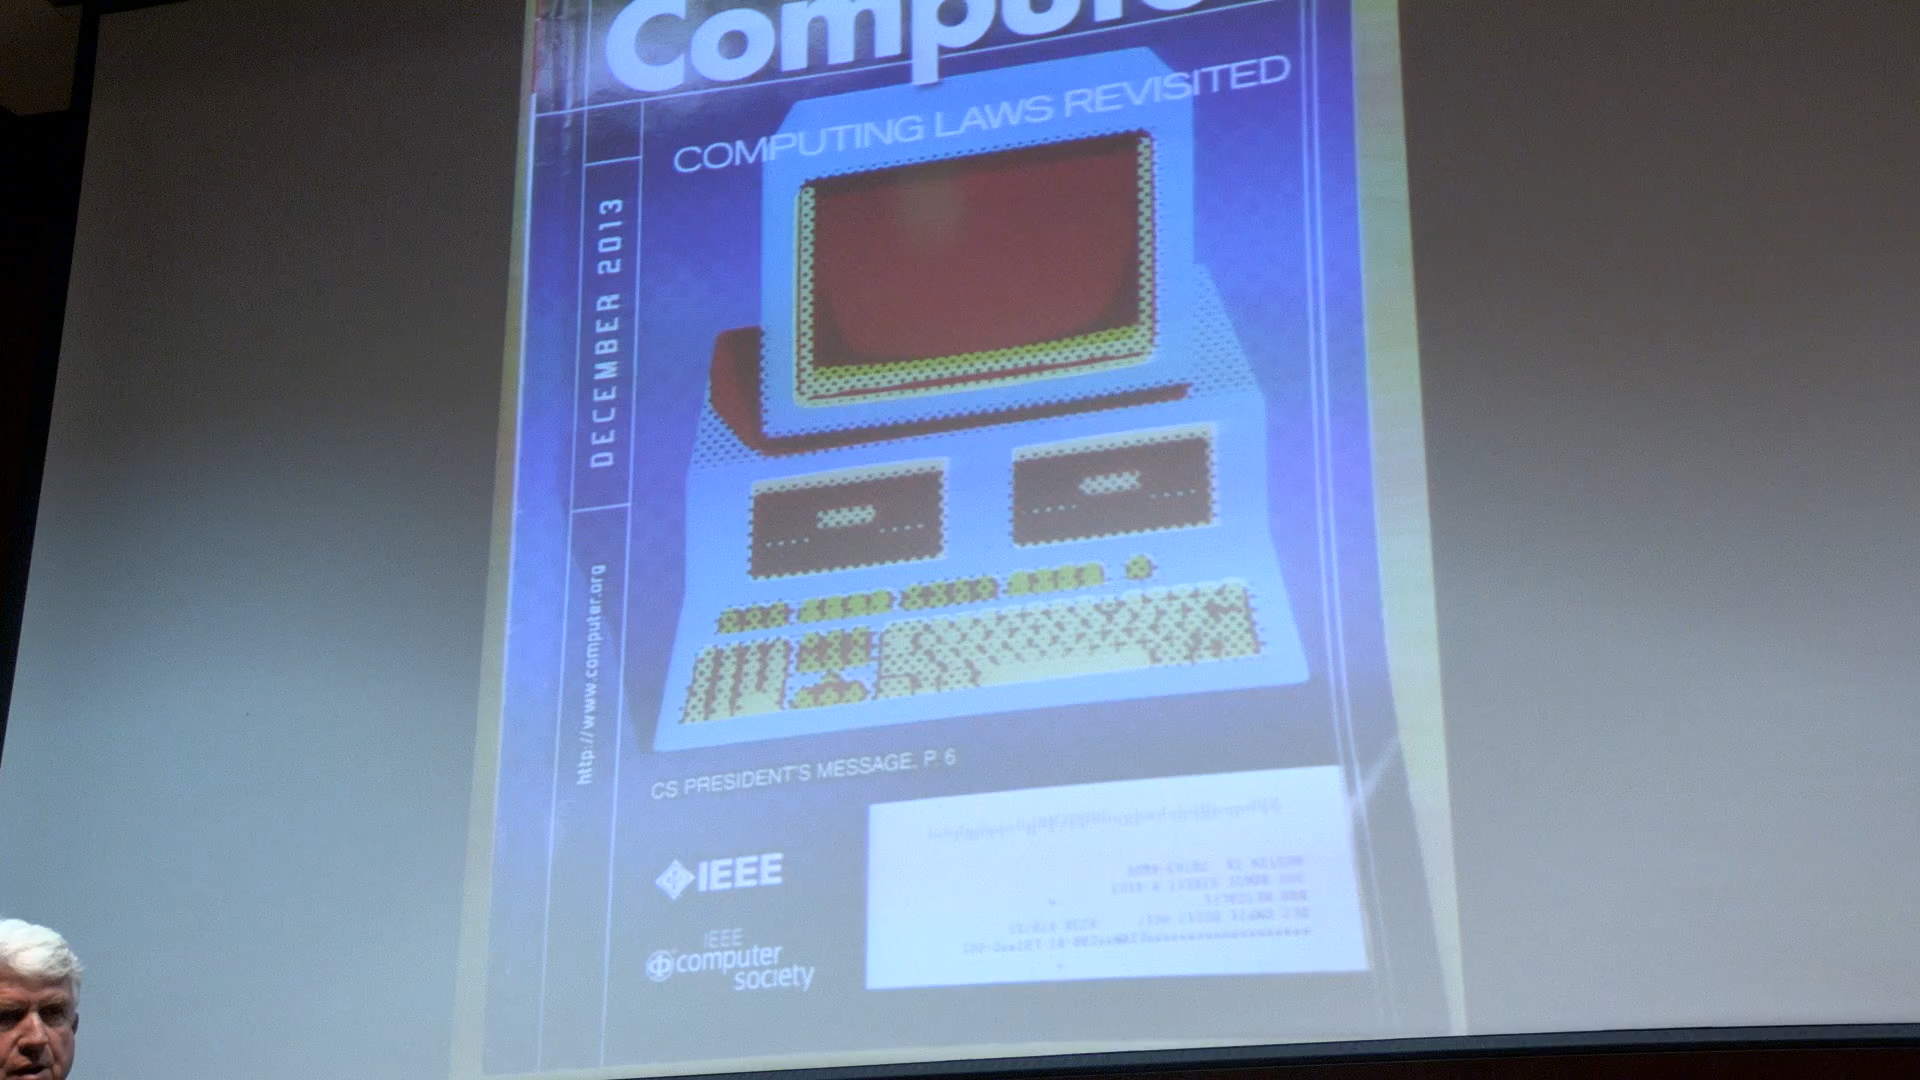 Compute
COMPUTING LAWS REVISITED
DECEMBER 2013
http://www.computer.org
CS PRESIDENT'S MESSAGE, P. 6
IEEE
IEEE
computer
society